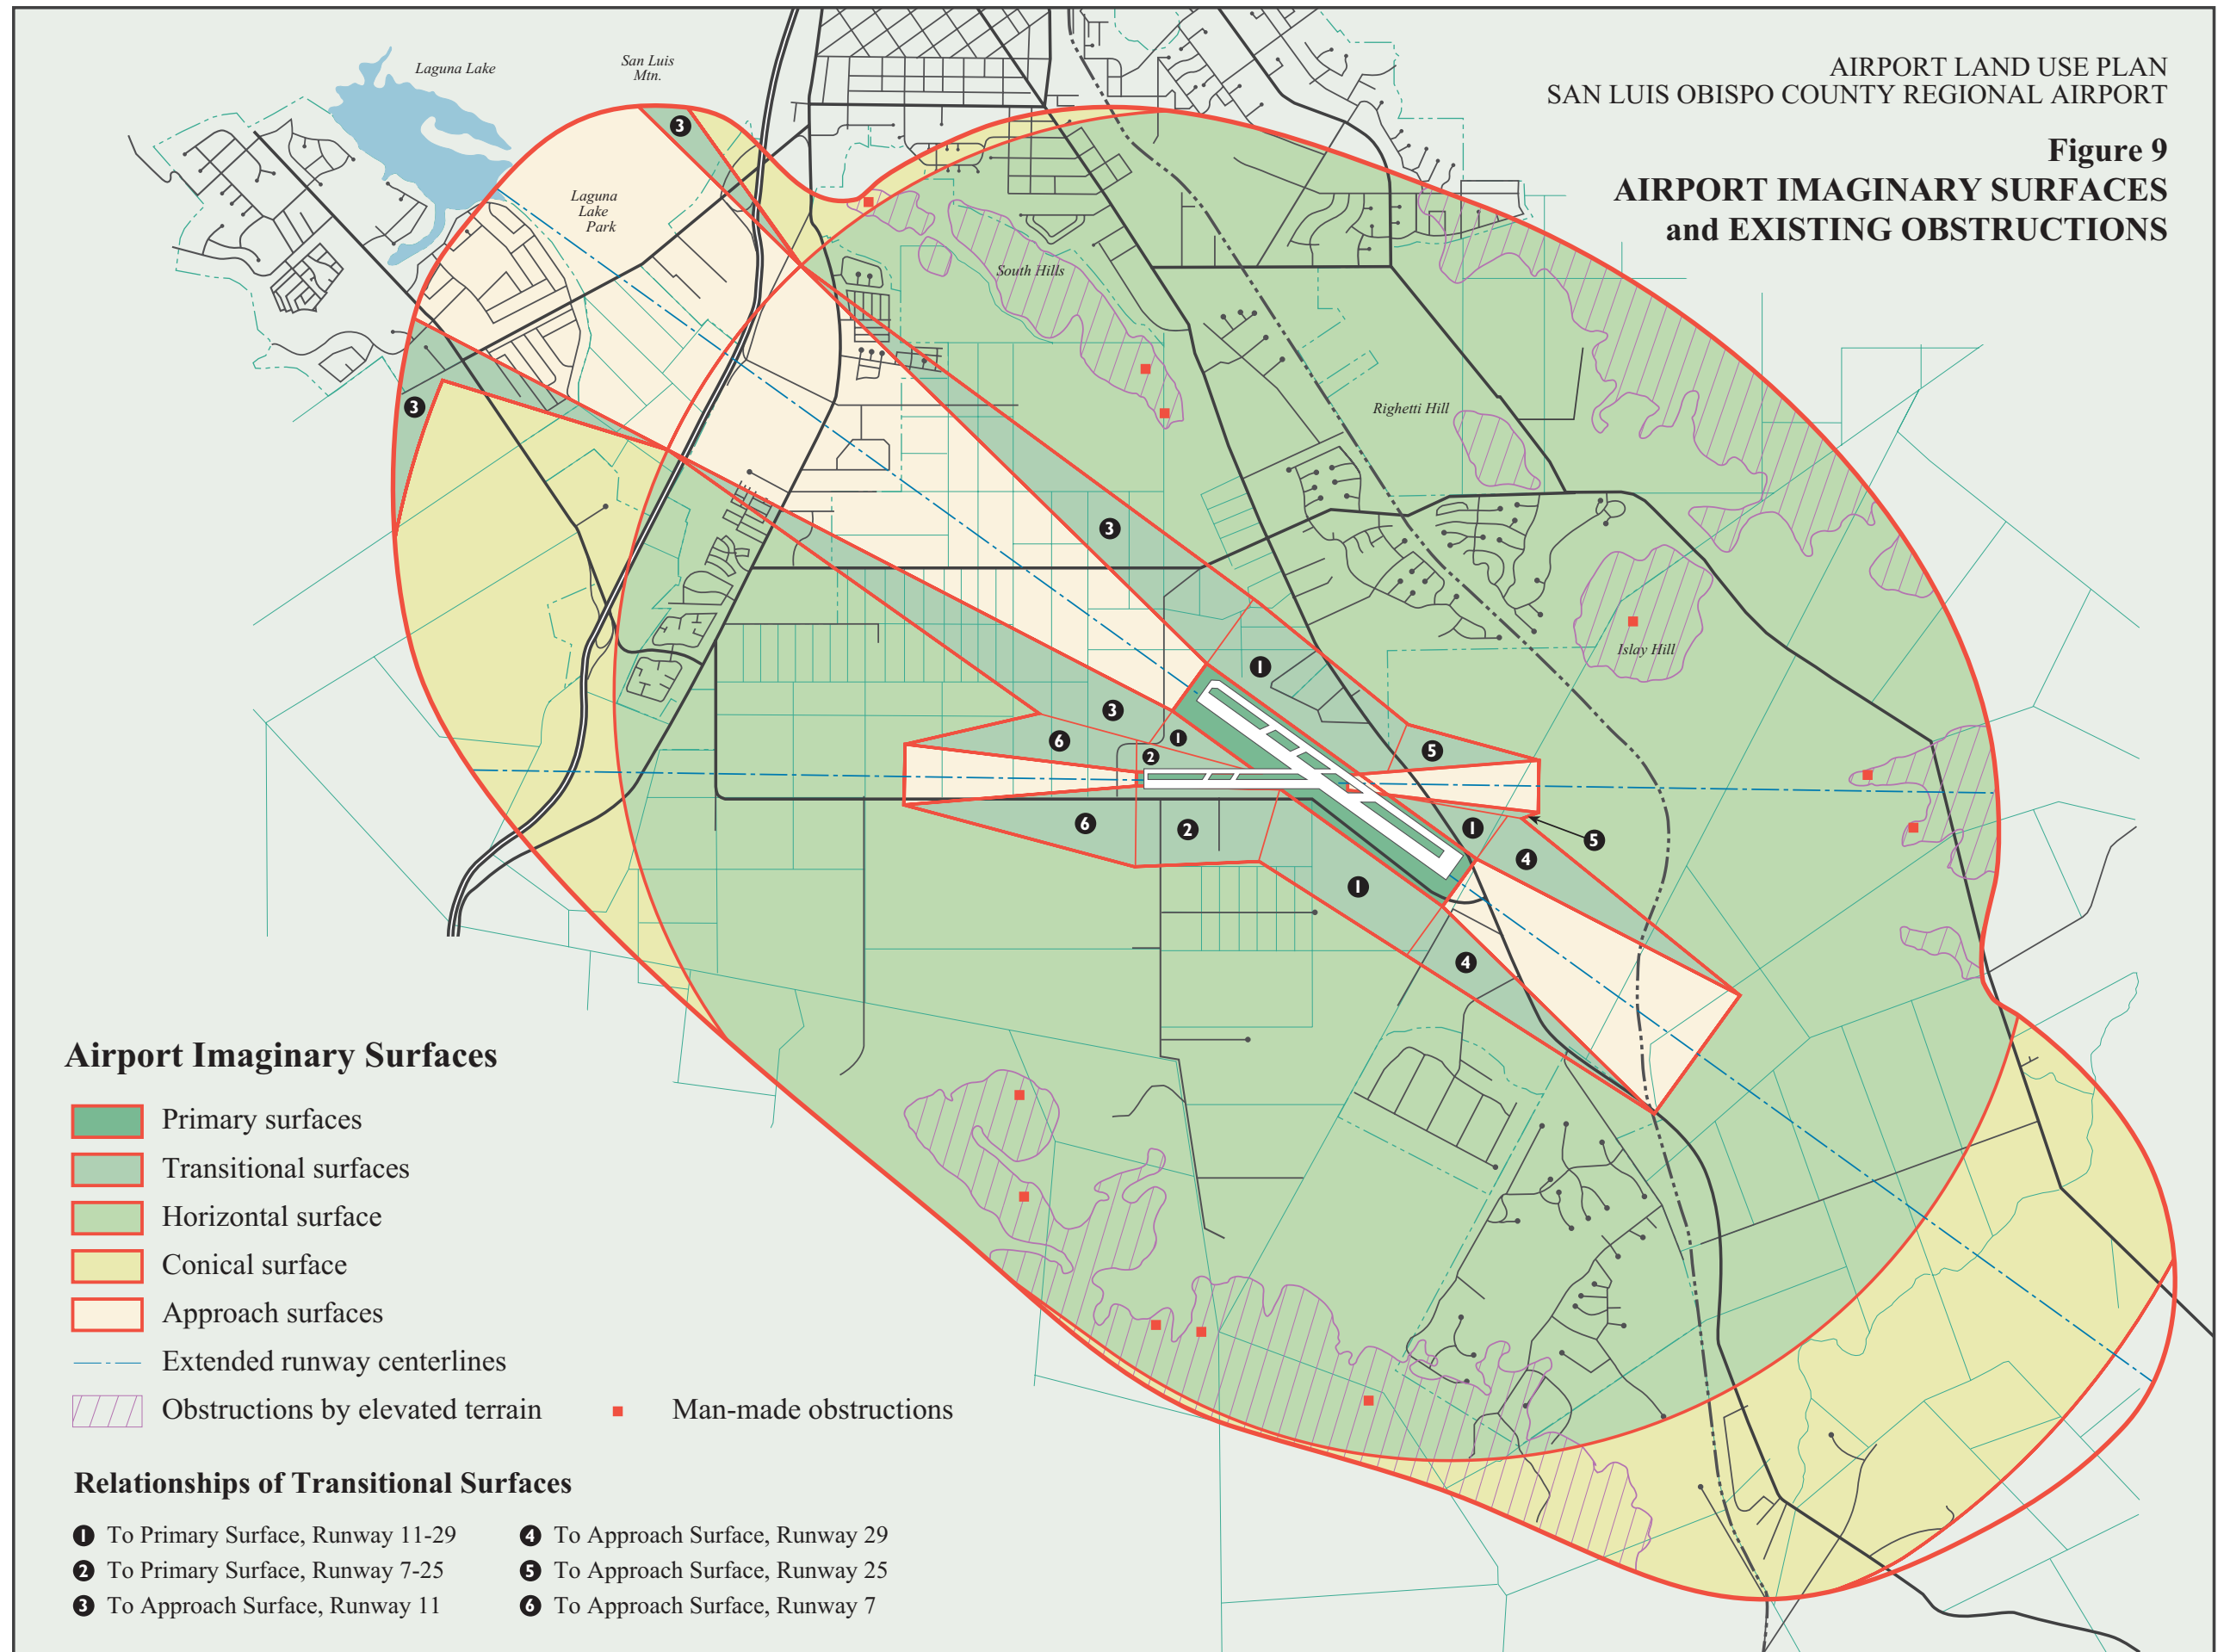 AIRPORT LAND USE PLAN
SAN LUIS OBISPO COUNTY REGIONAL AIRPORT
Figure 9
AIRPORT IMAGINARY SURFACES
and EXISTING OBSTRUCTIONS
Laguna Lake
San Luis
Mtn.
3
Laguna
Lake
Park
South Hills
3
Righetti Hill
3
Islay Hill
1
3
1
6
2
5
6
2
1
5
4
1
4
Airport Imaginary Surfaces
Primary surfaces
Transitional surfaces
Horizontal surface
Conical surface
Approach surfaces
Extended runway centerlines
Obstructions by elevated terrain
Man-made obstructions
Relationships of Transitional Surfaces
1 To Primary Surface, Runway 11-29
2 To Primary Surface, Runway 7-25
3 To Approach Surface, Runway 11
4 To Approach Surface, Runway 29
5 To Approach Surface, Runway 25
6 To Approach Surface, Runway 7